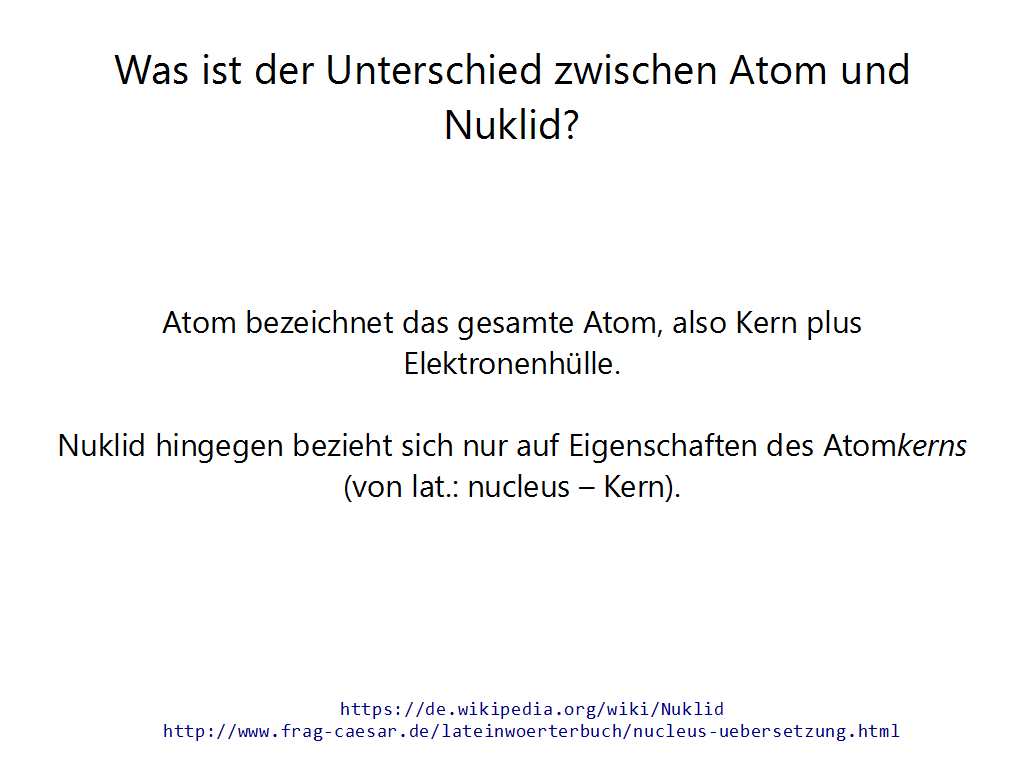 Was ist der Unterschied zwischen Atom und
Nuklid?
Atom bezeichnet das gesamte Atom, also Kern plus
Elektronenhülle.
Nuklid hingegen bezieht sich nur auf Eigenschaften des Atomkerns
(von lat.: nucleus – Kern).
https://de.wikipedia.org/wiki/Nuklid
http://www.frag-caesar.de/lateinwoerterbuch/nucleus-uebersetzung.html